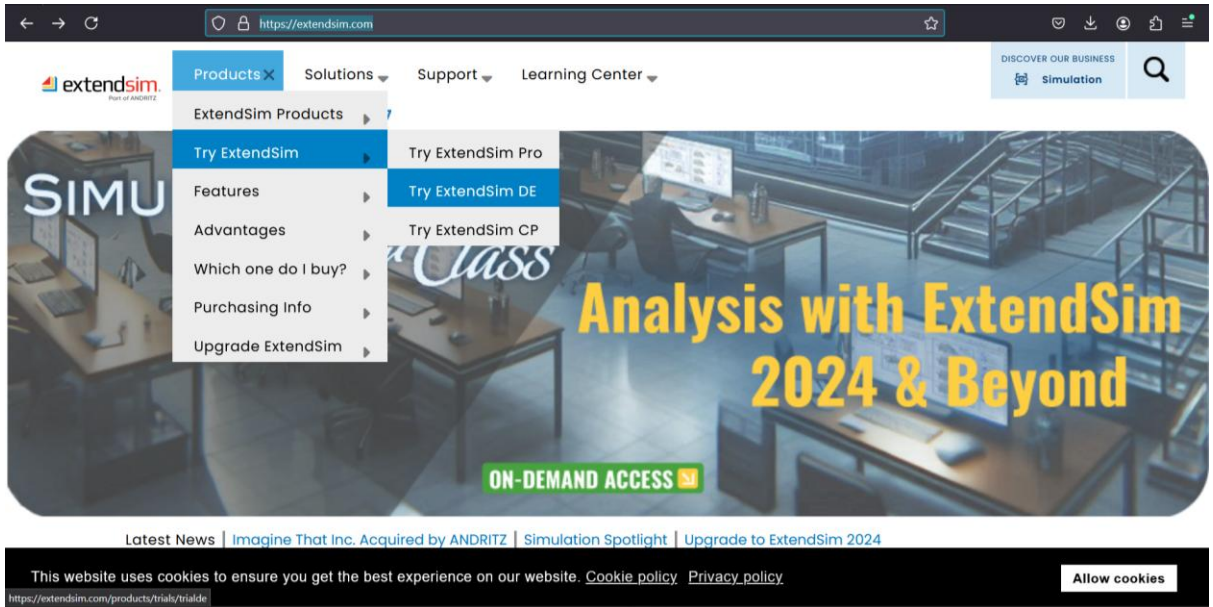 https://extendsim.com
extendsim.
Part of ANDRITZ
Products
Solutions
Support
Learning Center
DISCOVER OUR BUSINESS
Simulation
ExtendSim Products
Try ExtendSim
Try ExtendSim Pro
Features
Try ExtendSim DE
Advantages
Try ExtendSim CP
Which one do I buy?
Purchasing Info
Upgrade ExtendSim
SIMU
Class
Analysis with ExtendSim
2024 & Beyond
ON-DEMAND ACCESS
Latest News | Imagine That Inc. Acquired by ANDRITZ | Simulation Spotlight | Upgrade to ExtendSim 2024
This website uses cookies to ensure you get the best experience on our website. Cookie policy Privacy policy
Allow cookies
https://extendsim.com/products/trials/trialde